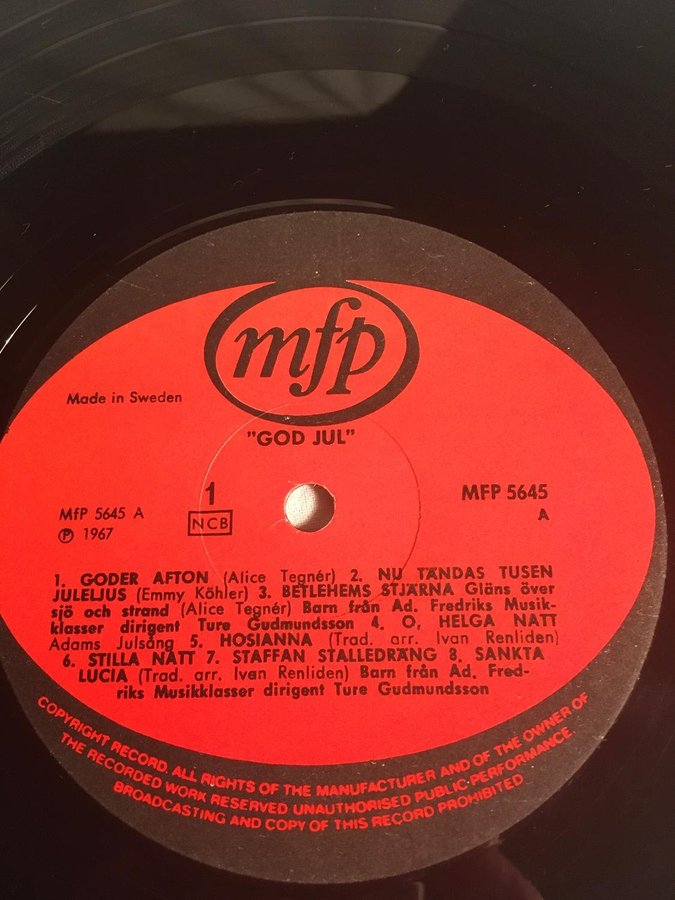 mfp
Made in Sweden
"GOD JUL"
1
NCB
MfP 5645 A
Ⓟ 1967
MFP 5645
A
1. GODER AFTON (Alice Tegnér) 2. NU TÄNDAS TUSEN
JULELJUS (Emmy Köhler) 3. BETLEHEMS STJÄRNA Gläns över
sjö och strand (Alice Tegnér) Barn från Ad. Fredriks Musik-
klasser dirigent Ture Gudmundsson 4. O, HELGA NATT
Adams Julsång 5. HOSIANNA (Trad. arr. Ivan Renliden)
6. STILLA NATT 7. STAFFAN STALLEDRÄNG 8. SANKTA
LUCIA (Trad. arr. Ivan Renliden) Barn från Ad. Fred-
riks Musikklasser dirigent Ture Gudmundsson
COPYRIGHT RECORD. ALL RIGHTS OF THE MANUFACTURER AND OF THE OWNER OF
THE RECORDED WORK RESERVED UNAUTHORISED PUBLIC PERFORMANCE.
BROADCASTING AND COPY OF THIS RECORD PROHIBITED